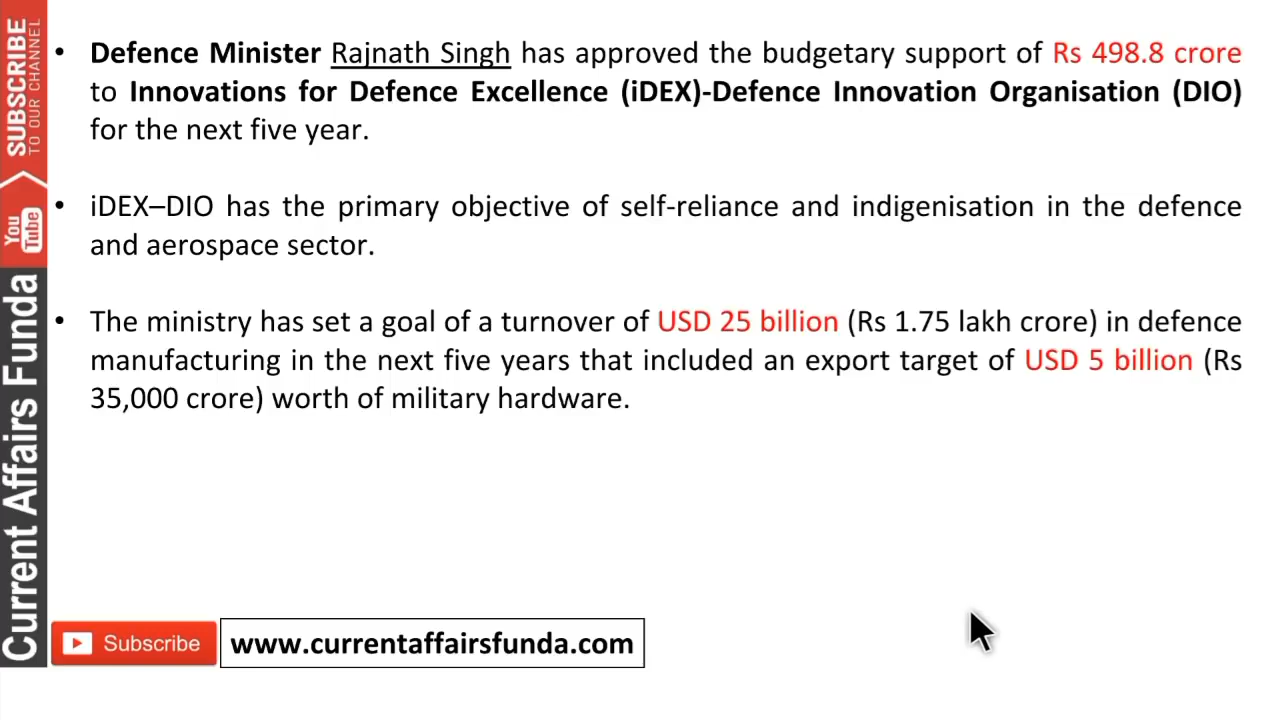 • Defence Minister Rajnath Singh has approved the budgetary support of Rs 498.8 crore
to Innovations for Defence Excellence (iDEX)-Defence Innovation Organisation (DIO)
for the next five year.
• iDEX–DIO has the primary objective of self-reliance and indigenisation in the defence
and aerospace sector.
• The ministry has set a goal of a turnover of USD 25 billion (Rs 1.75 lakh crore) in defence
manufacturing in the next five years that included an export target of USD 5 billion (Rs
35,000 crore) worth of military hardware.
SUBSCRIBE
TO OUR CHANNEL
You
Tube
Current Affairs Funda
Subscribe
www.currentaffairsfunda.com